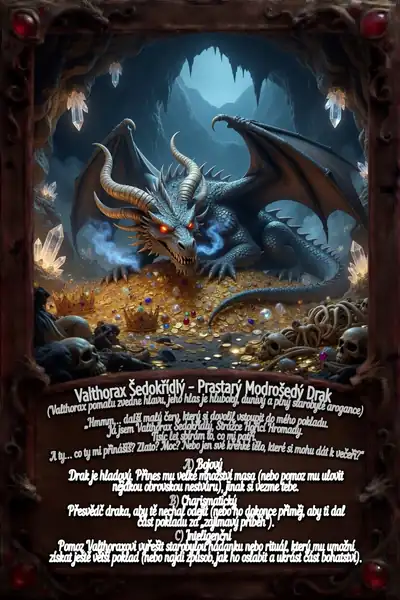 Valthorax Šedokřídlý – Prastarý Modrošedý Drak
(Valthorax pomalu zvedne hlavu, jeho hlas je hluboký, dunivý a plný starobylé arogance)
„Hmmm... další malý červ, který si dovolil vstoupit do mého pokladu.
Já jsem Valthorax Šedokřídlý, Strážce Hořící Hromady.
Tisíc let sbírám to, co mi patří.
A ty... co ty mi přinášíš? Zlato? Moc? Nebo jen své křehké tělo, které si mohu dát k večeři?“
A) Bojový
Drak je hladový. Přines mu velké množství masa (nebo pomoz mu ulovit
nějakou obrovskou nestvůru), jinak si vezme tebe.
B) Charismatický
Přesvědč draka, aby tě nechal odejít (nebo ho dokonce přiměj, aby ti dal
část pokladu za „zajímavý příběh“).
C) Inteligenční
Pomoz Valthoraxovi vyřešit starobylou hádanku nebo rituál, který mu umožní
získat ještě větší poklad (nebo najdi způsob, jak ho oslabit a ukrást část bohatství).